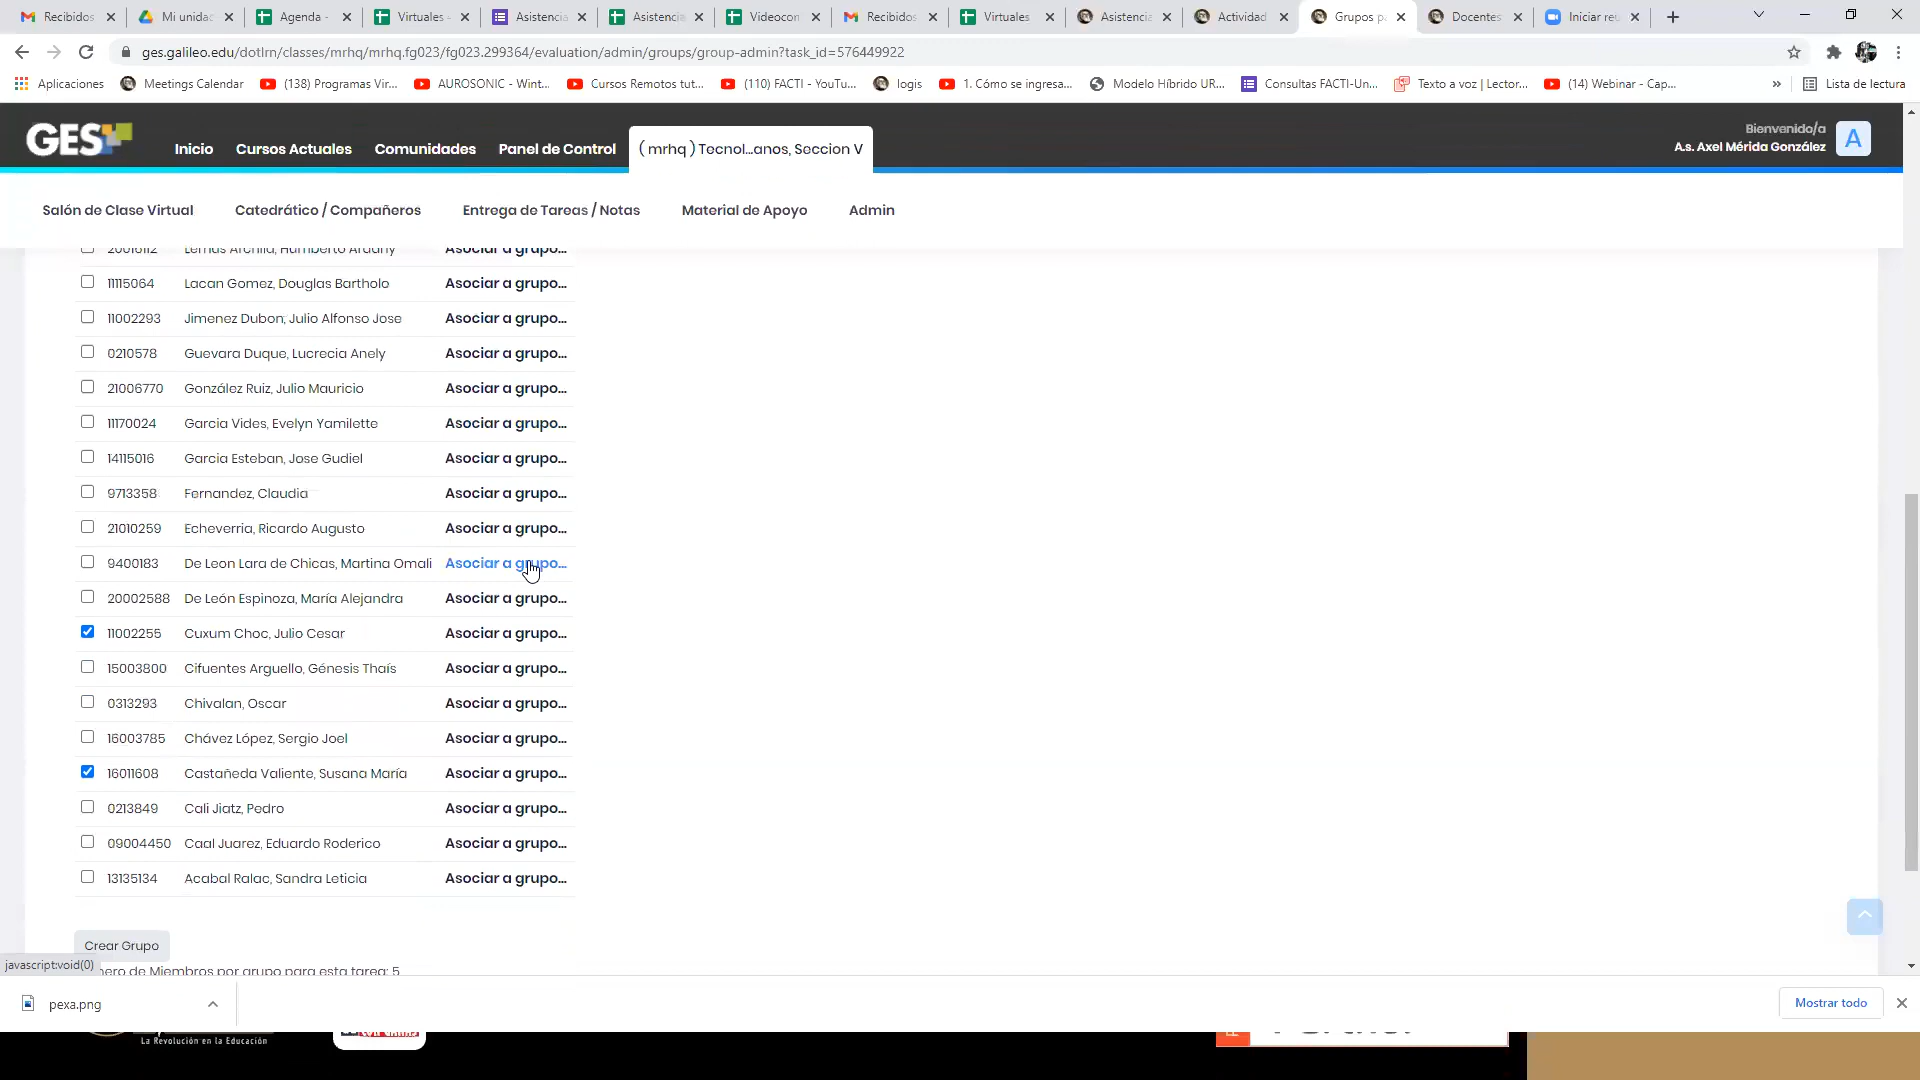 Recibidos
Mi unida
Agenda -
Virtuales -
Asistencia
Asistencia
Videocon
Recibidos
Virtuales
Asistencia
Actividad
Grupos pa
Docentes
Iniciar reu
ges.galileo.edu/dotlrn/classes/mrhq/mrhq.fg023/fg023.299364/evaluation/admin/groups/group-admin?task_id=576449922
Aplicaciones
Meetings Calendar
(138) Programas Vir...
AUROSONIC - Wint...
Cursos Remotos tut...
(110) FACTI - YouTu...
logis
1. Cómo se ingresa...
Modelo Híbrido UR...
Consultas FACTI-Un...
Texto a voz | Lector...
(14) Webinar - Cap...
»
Lista de lectura
GES
Inicio
Cursos Actuales
Comunidades
Panel de Control
( mrhq ) Tecnol...anos, Seccion V
Bienvenido/a
A.s. Axel Mérida González
A
Salón de Clase Virtual
Catedrático / Compañeros
Entrega de Tareas / Notas
Material de Apoyo
Admin
20016112 Lemus Archila, Humberto Aradny Asociar a grupo...
11115064 Lacan Gomez, Douglas Bartholo Asociar a grupo...
11002293 Jimenez Dubon, Julio Alfonso Jose Asociar a grupo...
0210578 Guevara Duque, Lucrecia Anely Asociar a grupo...
21006770 González Ruiz, Julio Mauricio Asociar a grupo...
11170024 Garcia Vides, Evelyn Yamilette Asociar a grupo...
14115016 Garcia Esteban, Jose Gudiel Asociar a grupo...
9713358 Fernandez, Claudia Asociar a grupo...
21010259 Echeverria, Ricardo Augusto Asociar a grupo...
9400183 De Leon Lara de Chicas, Martina Omali Asociar a grupo...
20002588 De León Espinoza, María Alejandra Asociar a grupo...
11002255 Cuxum Choc, Julio Cesar Asociar a grupo...
15003800 Cifuentes Arguello, Génesis Thaís Asociar a grupo...
0313293 Chivalan, Oscar Asociar a grupo...
16003785 Chávez López, Sergio Joel Asociar a grupo...
16011608 Castañeda Valiente, Susana María Asociar a grupo...
0213849 Cali Jiatz, Pedro Asociar a grupo...
09004450 Caal Juarez, Eduardo Roderico Asociar a grupo...
13135134 Acabal Ralac, Sandra Leticia Asociar a grupo...
Crear Grupo
javascript:void(0)
nero de Miembros por grupo para esta tarea: 5
pexa.png
Mostrar todo
La Revolución en la Educación